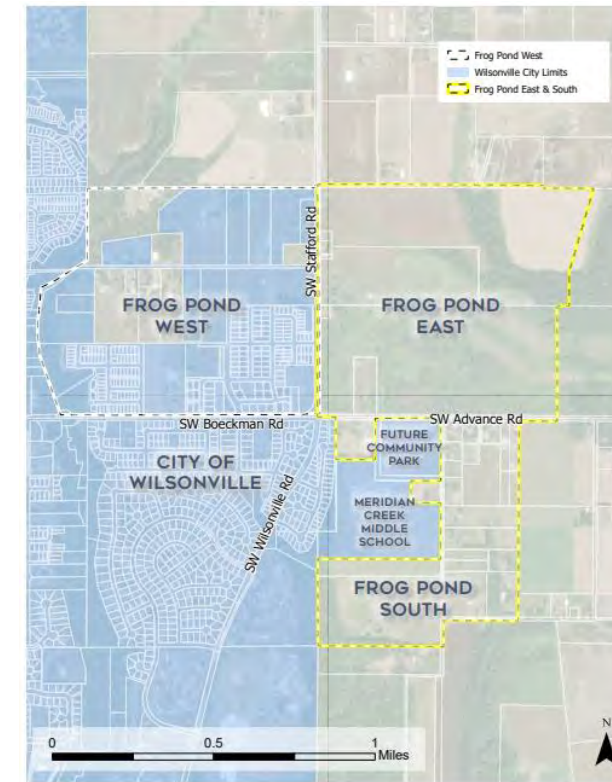 Frog Pond West
Wilsonville City Limits
Frog Pond East & South
SW Stafford Rd
FROG POND
WEST
FROG POND
EAST
SW Boeckman Rd
SW Advance Rd
FUTURE
COMMUNITY
PARK
CITY OF
WILSONVILLE
SW Wilsonville Rd
MERIDIAN
CREEK
MIDDLE
SCHOOL
FROG POND
SOUTH
N
0 0.5 1
Miles